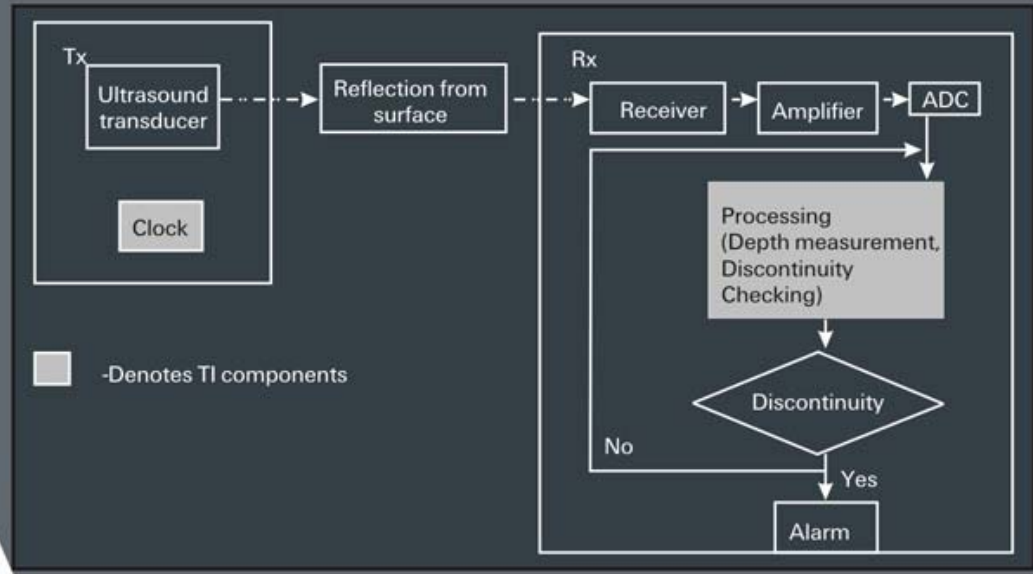 Tx
Ultrasound
transducer
Clock
Reflection from
surface
Rx
Receiver
Amplifier
ADC
Processing
(Depth measurement,
Discontinuity
Checking)
Discontinuity
No
Yes
Alarm
-Denotes TI components